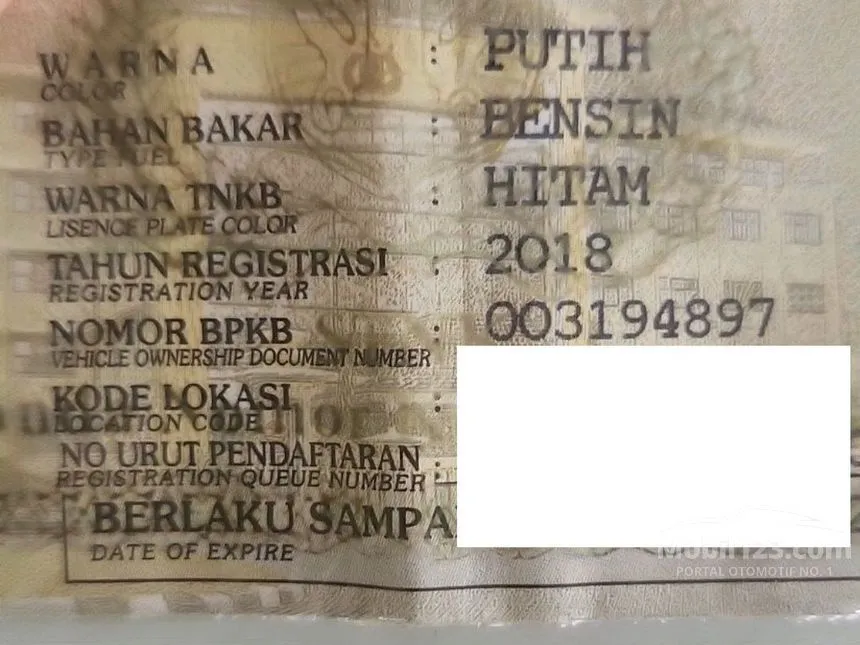 WARNA : PUTIH
COLOR
BAHAN BAKAR : BENSIN
TYPE FUEL
WARNA TNKB : HITAM
LISENCE PLATE COLOR
TAHUN REGISTRASI : 2018
REGISTRATION YEAR
NOMOR BPKB : 003194897
VEHICLE OWNERSHIP DOCUMENT NUMBER
KODE LOKASI :
LOCATION CODE
NO URUT PENDAFTARAN :
REGISTRATION QUEUE NUMBER :
BERLAKU SAMPA
DATE OF EXPIRE
Mobil123.com
PORTAL OTOMOTIF NO. 1